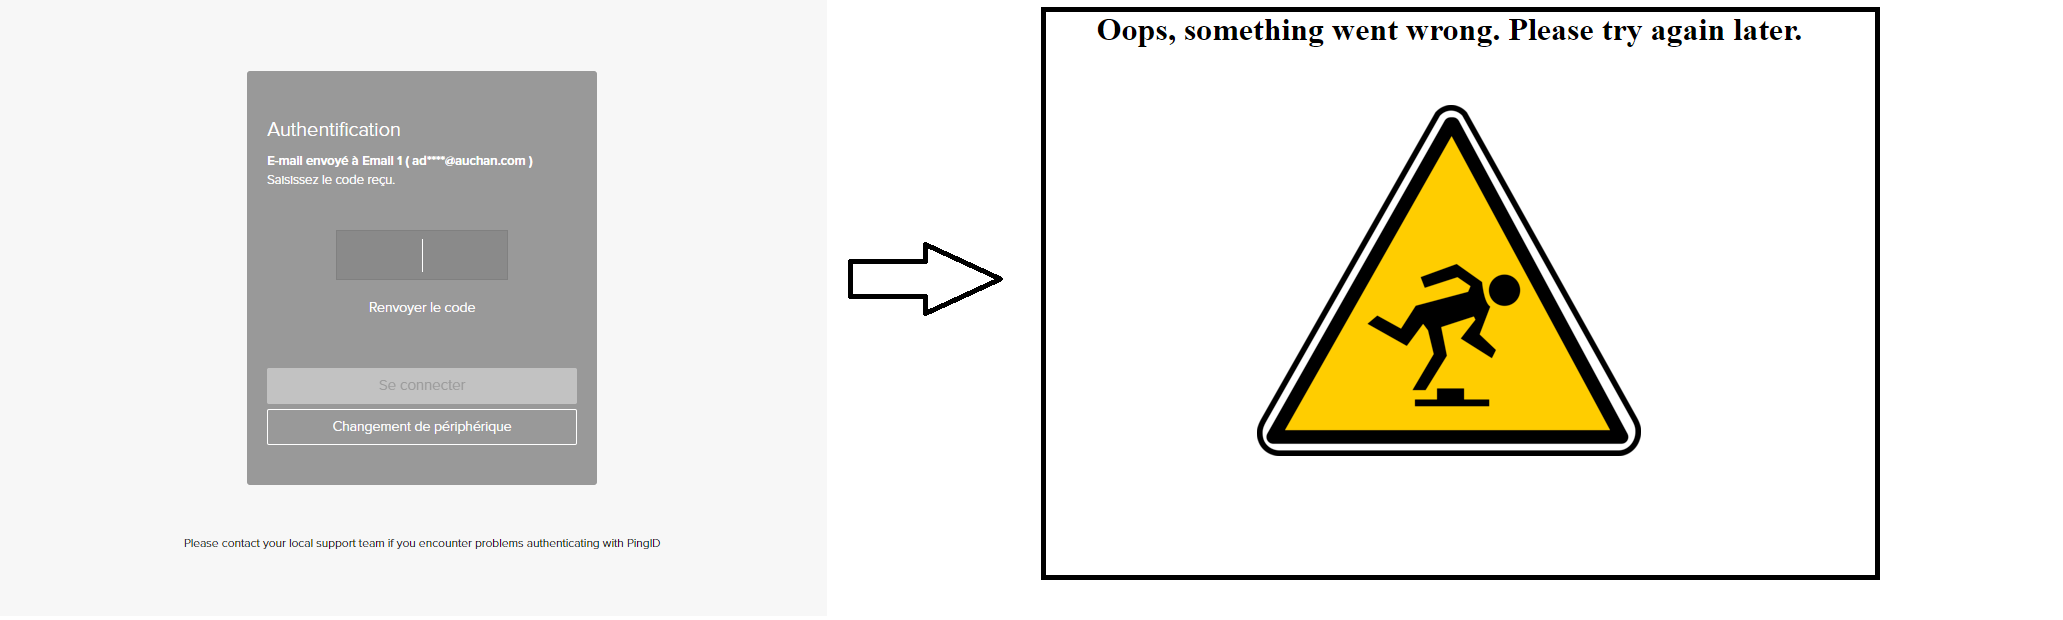 Authentification
E-mail envoyé à Email 1 ( ad****@auchan.com )
Saisissez le code reçu.
Renvoyer le code
Se connecter
Changement de périphérique
Please contact your local support team if you encounter problems authenticating with PingID
Oops, something went wrong. Please try again later.